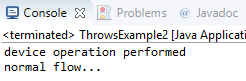 Console Problems @ Javadoc
<terminated> ThrowsExample2 [Java Applicati
device operation performed
normal flow...